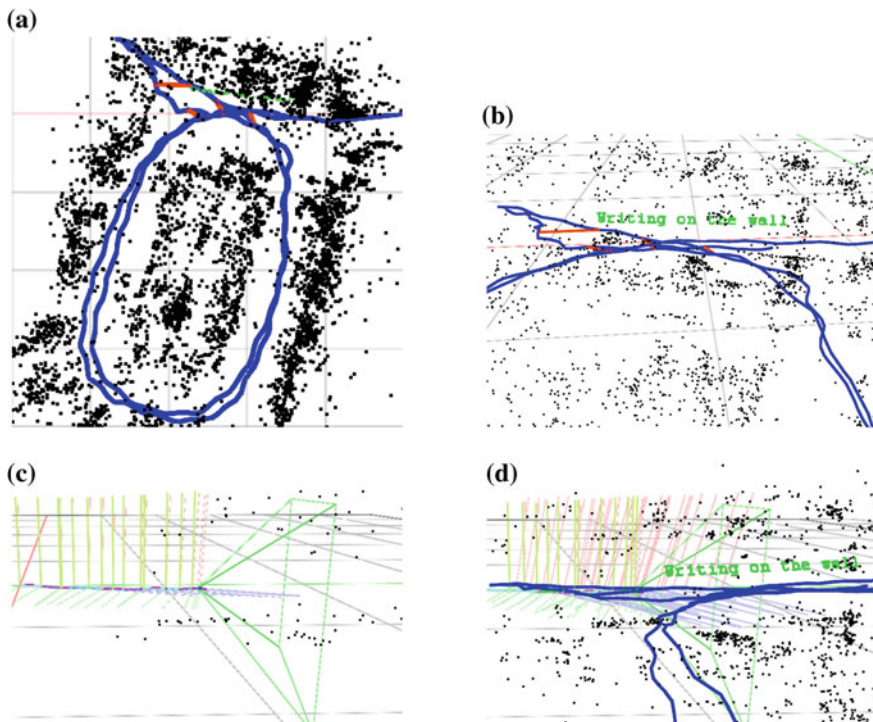 (a)
(b)
Writing on the wall
(c)
(d)
Writing on the wall